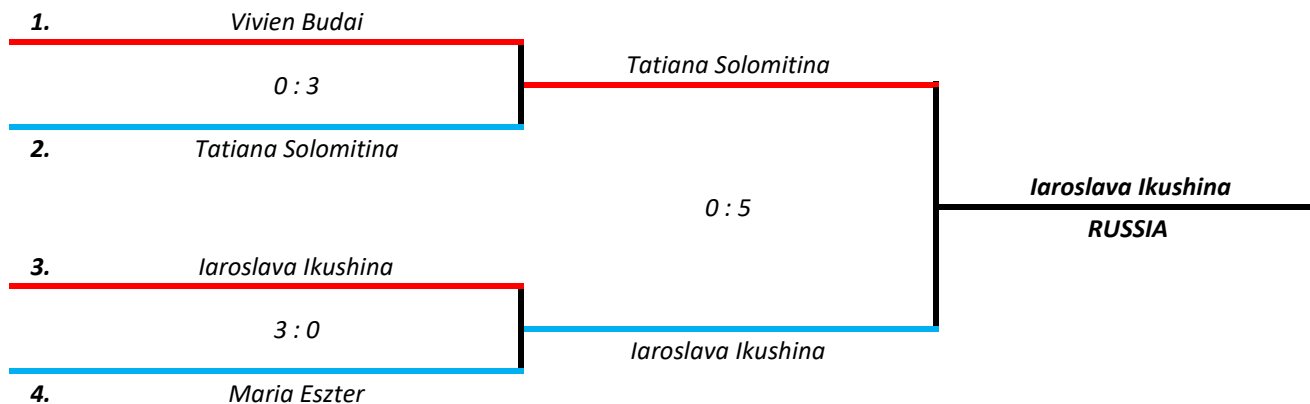 1. Vivien Budai
0 : 3
2. Tatiana Solomitina
Tatiana Solomitina
0 : 5
Iaroslava Ikushina
RUSSIA
3. Iaroslava Ikushina
3 : 0
4. Maria Eszter
Iaroslava Ikushina